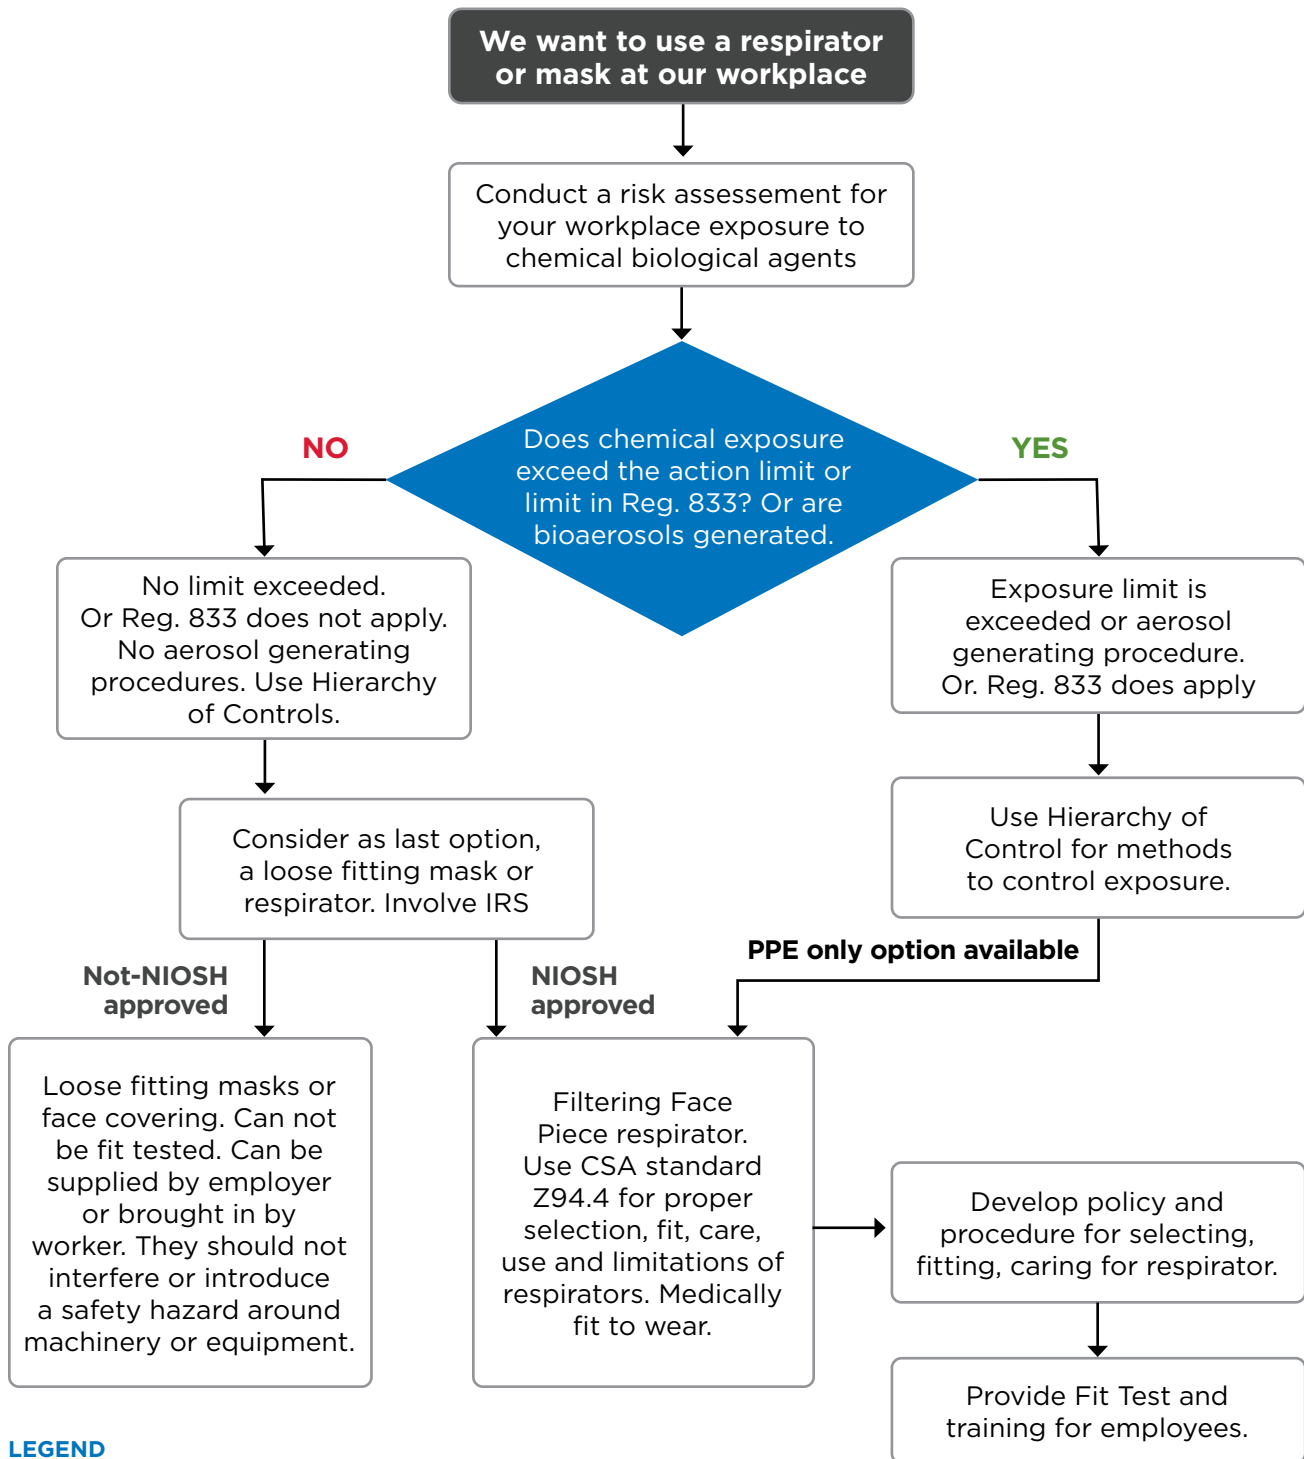 We want to use a respirator
or mask at our workplace
Conduct a risk assessement for
your workplace exposure to
chemical biological agents
NO
Does chemical exposure
exceed the action limit or
limit in Reg. 833? Or are
bioaerosols generated.
YES
No limit exceeded.
Or Reg. 833 does not apply.
No aerosol generating
procedures. Use Hierarchy
of Controls.
Exposure limit is
exceeded or aerosol
generating procedure.
Or. Reg. 833 does apply
Consider as last option,
a loose fitting mask or
respirator. Involve IRS
Use Hierarchy of
Control for methods
to control exposure.
Not-NIOSH
approved
NIOSH
approved
PPE only option available
Loose fitting masks or
face covering. Can not
be fit tested. Can be
supplied by employer
or brought in by
worker. They should not
interfere or introduce
a safety hazard around
machinery or equipment.
Filtering Face
Piece respirator.
Use CSA standard
Z94.4 for proper
selection, fit, care,
use and limitations of
respirators. Medically
fit to wear.
Develop policy and
procedure for selecting,
fitting, caring for respirator.
Provide Fit Test and
training for employees.
LEGEND